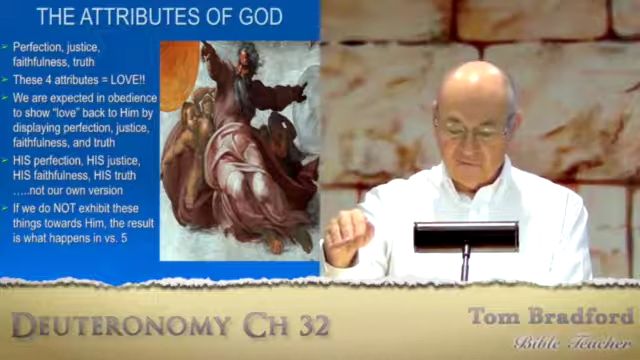 THE ATTRIBUTES OF GOD
➢ Perfection, justice,
faithfulness, truth
➢ These 4 attributes = LOVE!!
➢ We are expected in obedience
to show “love” back to Him by
displaying perfection, justice,
faithfulness, and truth
➢ HIS perfection, HIS justice,
HIS faithfulness, HIS truth
.....not our own version
➢ If we do NOT exhibit these
things towards Him, the result
is what happens in vs. 5
DEUTERONOMY CH 32
Tom Bradford
Bible Teacher